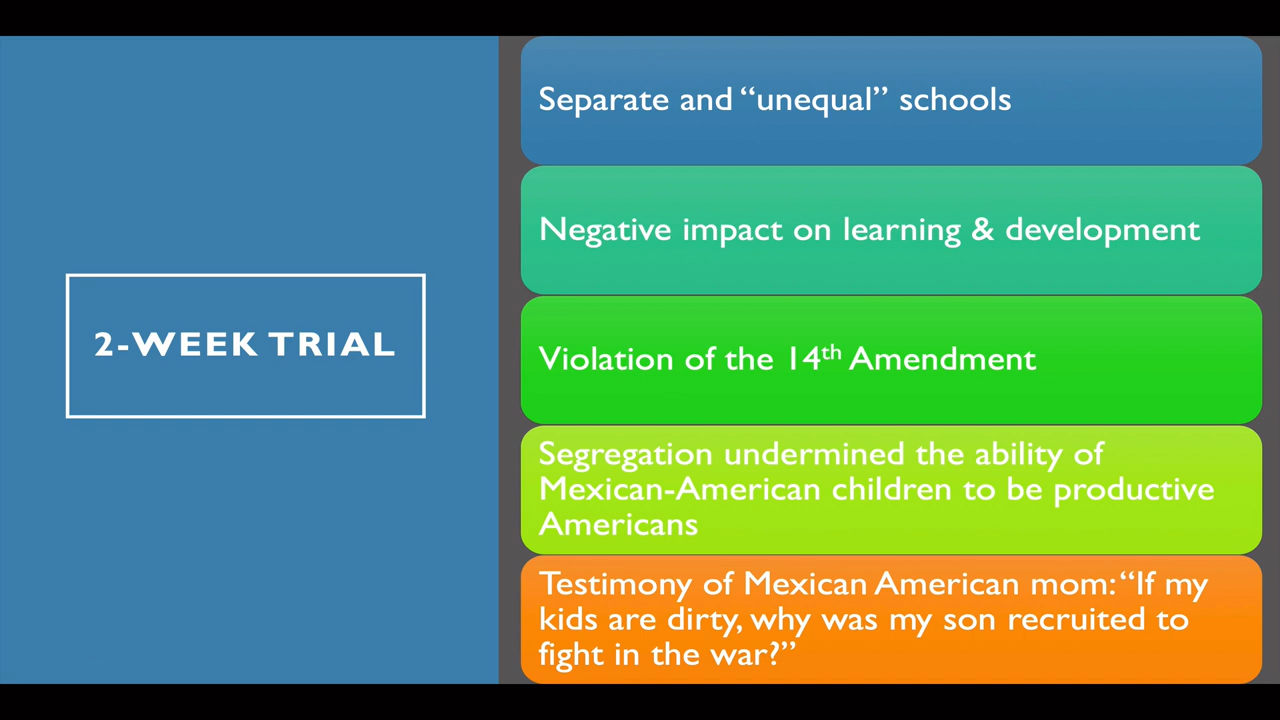 2-WEEK TRIAL
Separate and “unequal” schools
Negative impact on learning & development
Violation of the 14th Amendment
Segregation undermined the ability of
Mexican-American children to be productive
Americans
Testimony of Mexican American mom: “If my
kids are dirty, why was my son recruited to
fight in the war?”